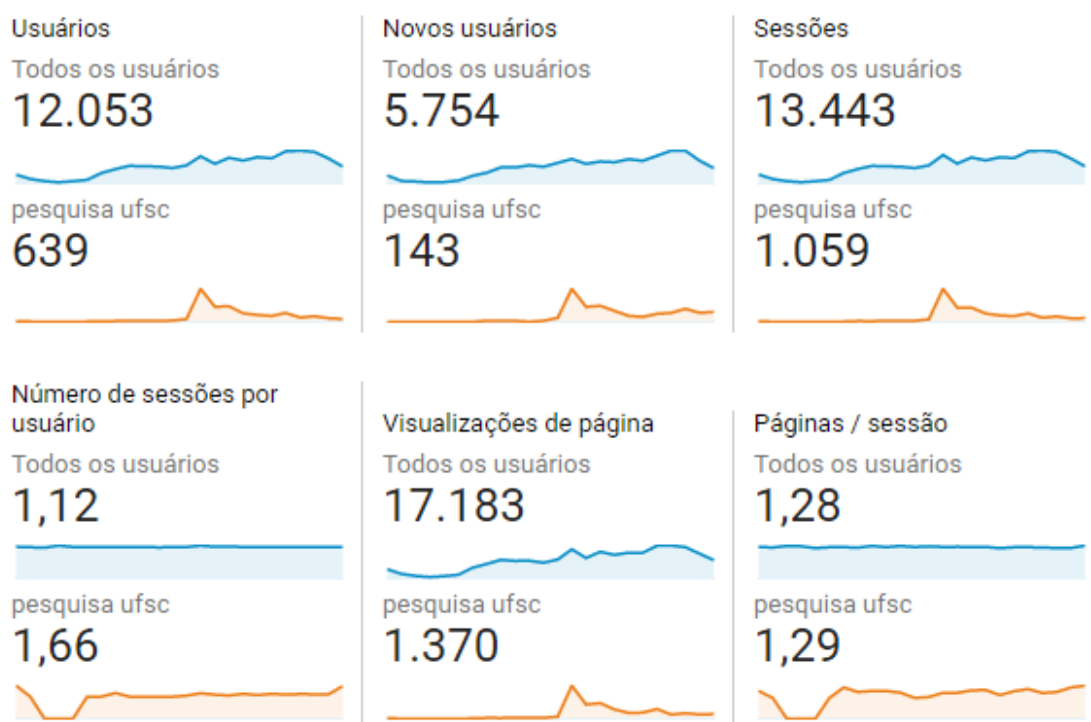 Usuários
Todos os usuários
12.053
pesquisa ufsc
639
Novos usuários
Todos os usuários
5.754
pesquisa ufsc
143
Sessões
Todos os usuários
13.443
pesquisa ufsc
1.059
Número de sessões por
usuário
Todos os usuários
1,12
pesquisa ufsc
1,66
Visualizações de página
Todos os usuários
17.183
pesquisa ufsc
1.370
Páginas / sessão
Todos os usuários
1,28
pesquisa ufsc
1,29